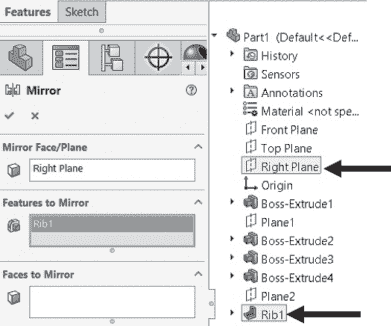 Features Sketch
Mirror
Mirror Face/Plane
Right Plane
Features to Mirror
Rib1
Faces to Mirror
Part1 (Default<<Def...
History
Sensors
Annotations
Material <not spe...
Front Plane
Top Plane
Right Plane
Origin
Boss-Extrude1
Plane1
Boss-Extrude2
Boss-Extrude3
Boss-Extrude4
Plane2
Rib1